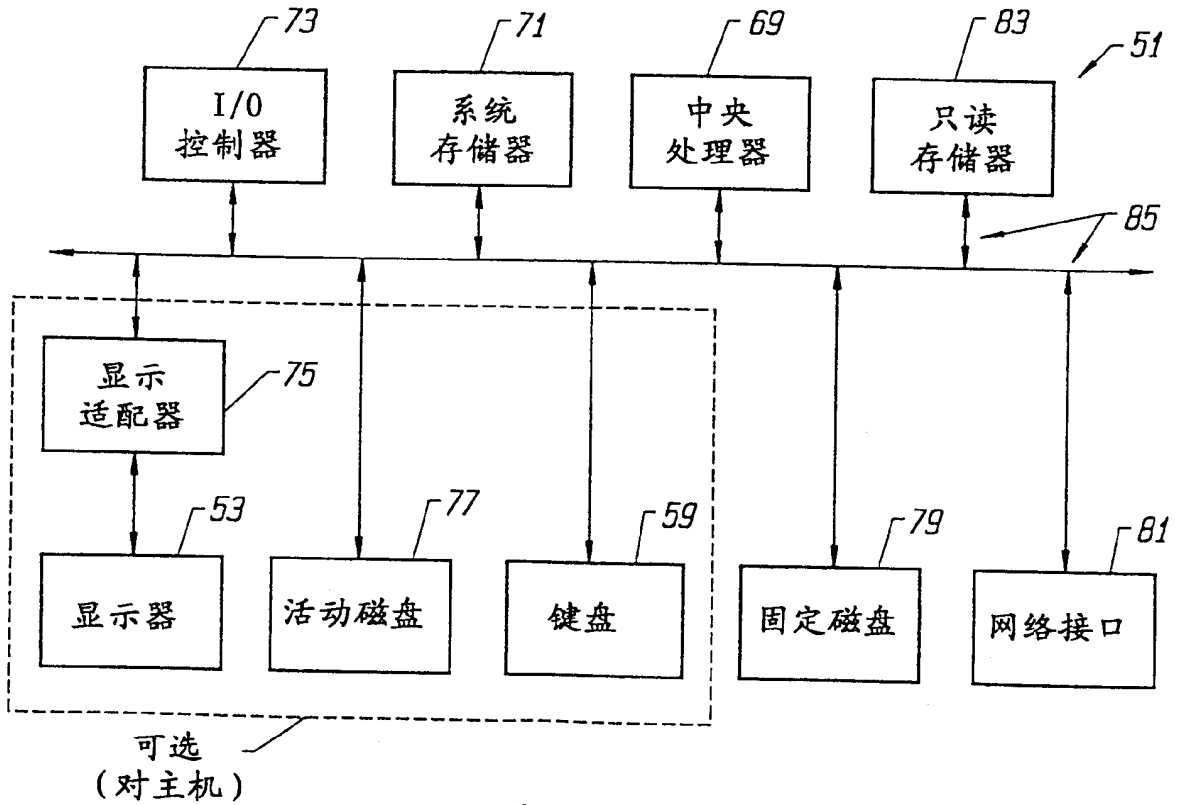 73
71
69
83
51
I/O
控制器
系统
存储器
中央
处理器
只读
存储器
85
显示
适配器
75
53
77
59
79
81
显示器
活动磁盘
键盘
固定磁盘
网络接口
可选
(对主机)